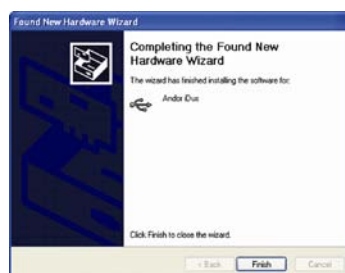 Found New Hardware Wizard
Completing the Found New
Hardware Wizard
The wizard has finished installing the software for:
Andor iDus
Click Finish to close the wizard.
< Back
Finish
Cancel